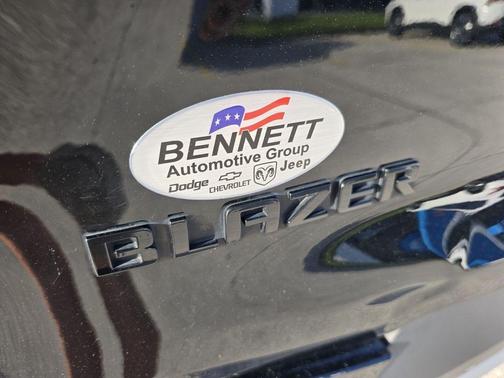 BENNETT
Automotive Group
Dodge CHEVROLET Jeep
BLAZER